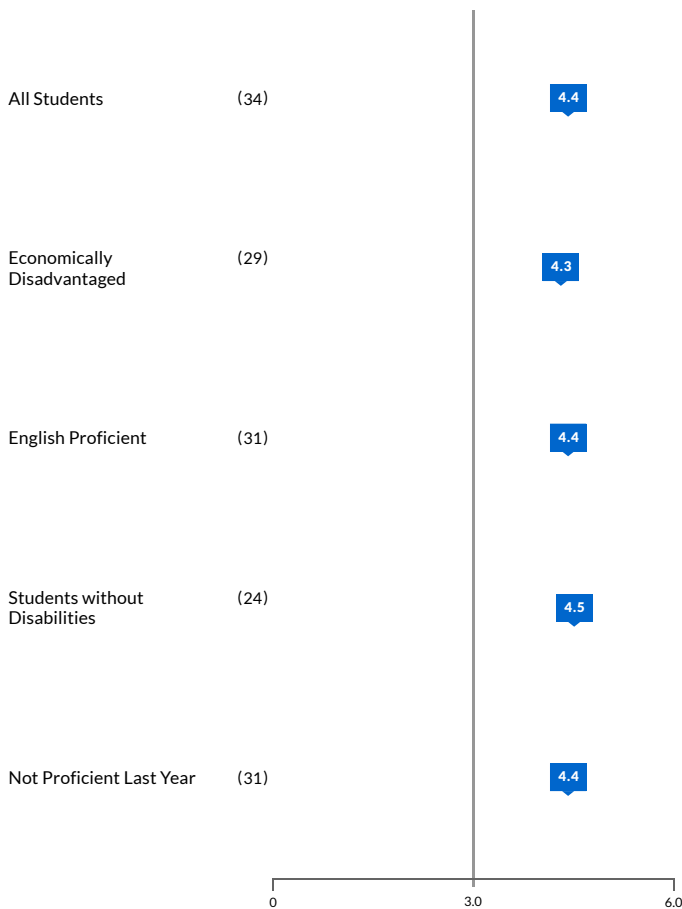 All Students (34) 4.4
Economically (29) 4.3
Disadvantaged
English Proficient (31) 4.4
Students without (24) 4.5
Disabilities
Not Proficient Last Year (31) 4.4
0 3.0 6.0